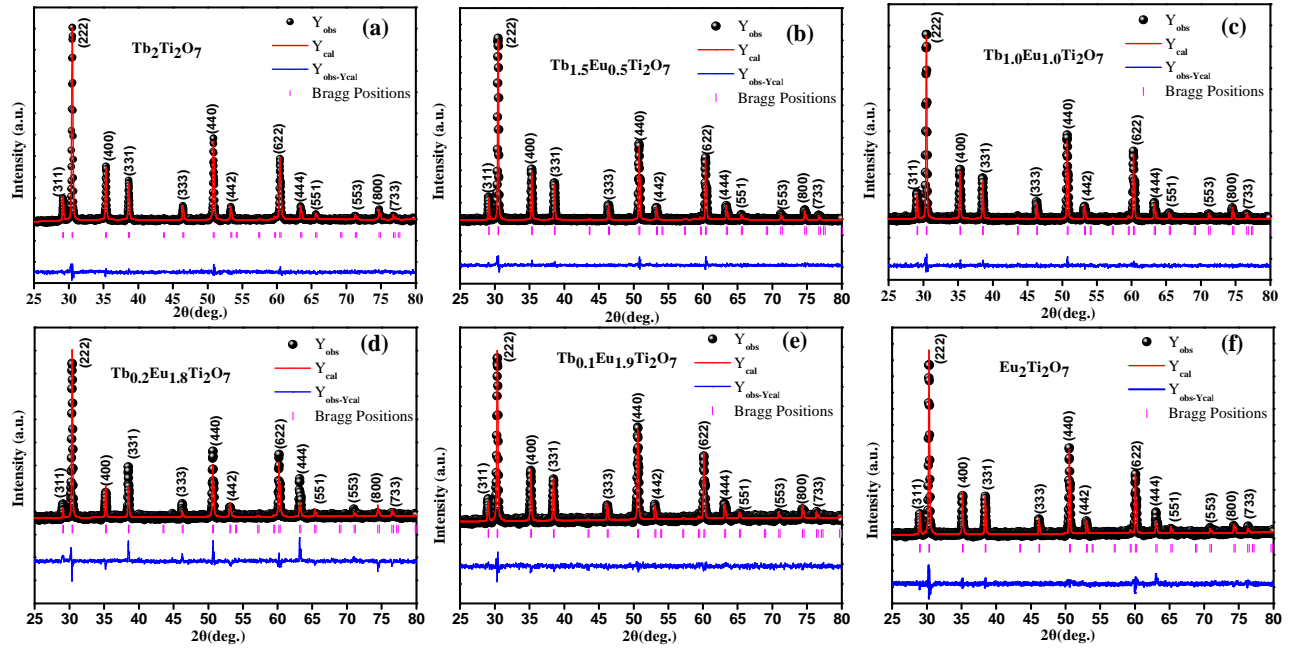 (a)
Tb2Ti2O7
Yobs
Ycal
Yobs-Ycal
Bragg Positions
(311)
(222)
(400)
(331)
(333)
(440)
(442)
(622)
(444)
(551)
(553)
(800)
(733)
Intensity (a.u.)
25 30 35 40 45 50 55 60 65 70 75 80
2θ(deg.)
(b)
Tb1.5Eu0.5Ti2O7
Yobs
Ycal
Yobs-Ycal
Bragg Positions
(311)
(222)
(400)
(331)
(333)
(440)
(442)
(622)
(444)
(551)
(553)
(800)
(733)
Intensity (a.u.)
25 30 35 40 45 50 55 60 65 70 75 80
2θ(deg.)
(c)
Tb1.0Eu1.0Ti2O7
Yobs
Ycal
Yobs-Ycal
Bragg Positions
(311)
(222)
(400)
(331)
(333)
(440)
(442)
(622)
(444)
(551)
(553)
(800)
(733)
Intensity (a.u.)
25 30 35 40 45 50 55 60 65 70 75 80
2θ(deg.)
(d)
Tb0.2Eu1.8Ti2O7
Yobs
Ycal
Yobs-Ycal
Bragg Positions
(311)
(222)
(400)
(331)
(333)
(440)
(442)
(622)
(444)
(551)
(553)
(800)
(733)
Intensity (a.u.)
25 30 35 40 45 50 55 60 65 70 75 80
2θ(deg.)
(e)
Tb0.1Eu1.9Ti2O7
Yobs
Ycal
Yobs-Ycal
Bragg Positions
(311)
(222)
(400)
(331)
(333)
(440)
(442)
(622)
(444)
(551)
(553)
(800)
(733)
Intensity (a.u.)
25 30 35 40 45 50 55 60 65 70 75 80
2θ(deg.)
(f)
Eu2Ti2O7
Yobs
Ycal
Yobs-Ycal
Bragg Positions
(311)
(222)
(400)
(331)
(333)
(440)
(442)
(622)
(444)
(551)
(553)
(800)
(733)
Intensity (a.u.)
25 30 35 40 45 50 55 60 65 70 75 80
2θ(deg.)